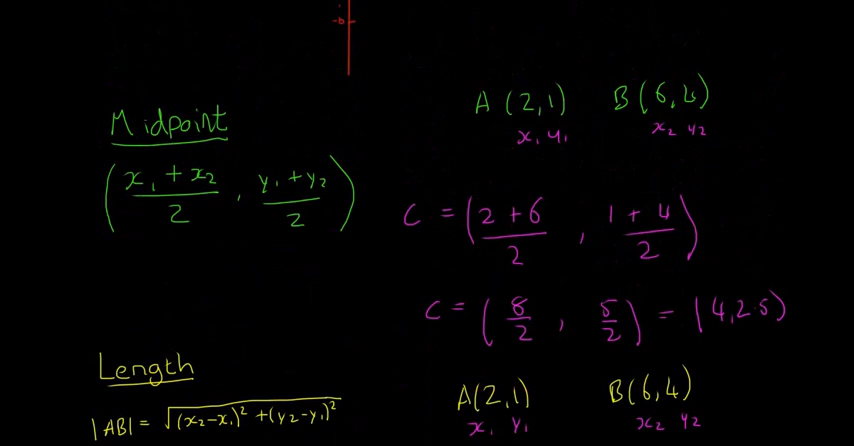 -6
Midpoint
(x₁ + x₂ / 2 , y₁ + y₂ / 2)
A (2,1) B (6,4)
x₁ y₁ x₂ y₂
C = (2 + 6 / 2 , 1 + 4 / 2)
C = (8/2 , 5/2) = (4, 2.5)
Length
|AB| = √(x₂-x₁)² + (y₂-y₁)²
A(2,1) B(6,4)
x₁ y₁ x₂ y₂